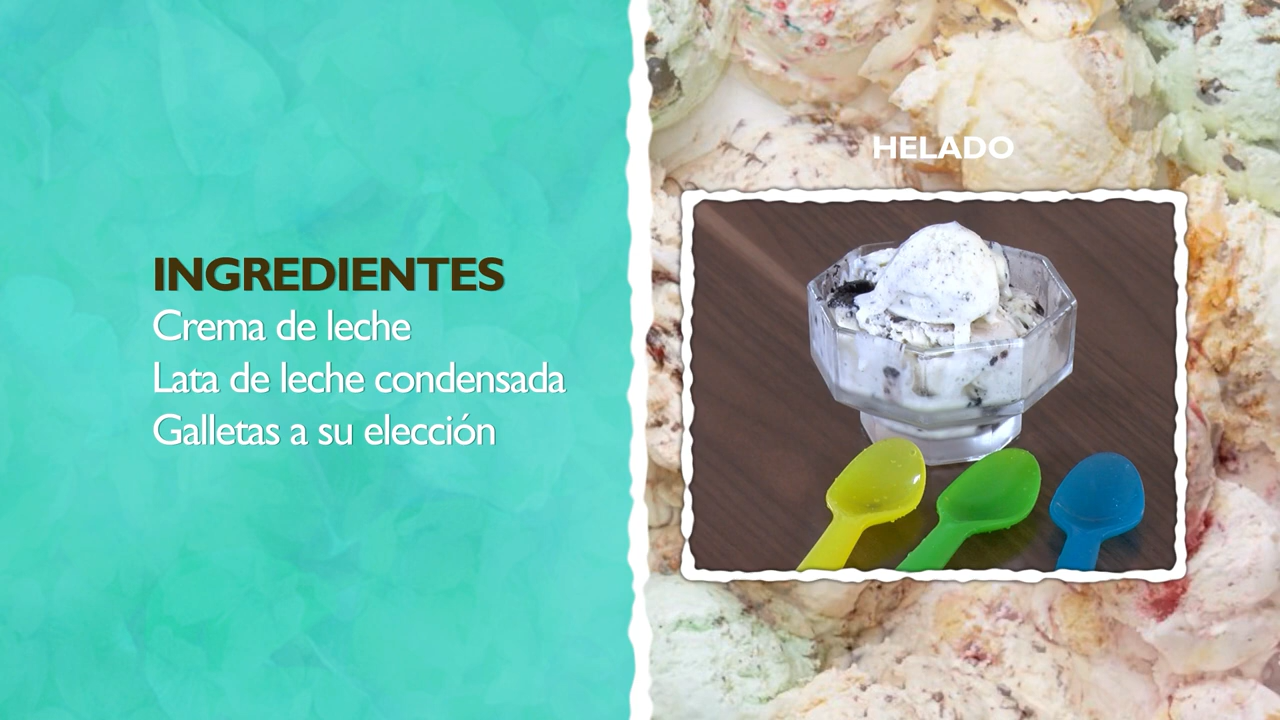 INGREDIENTES
Crema de leche
Lata de leche condensada
Galletas a su elección
HELADO